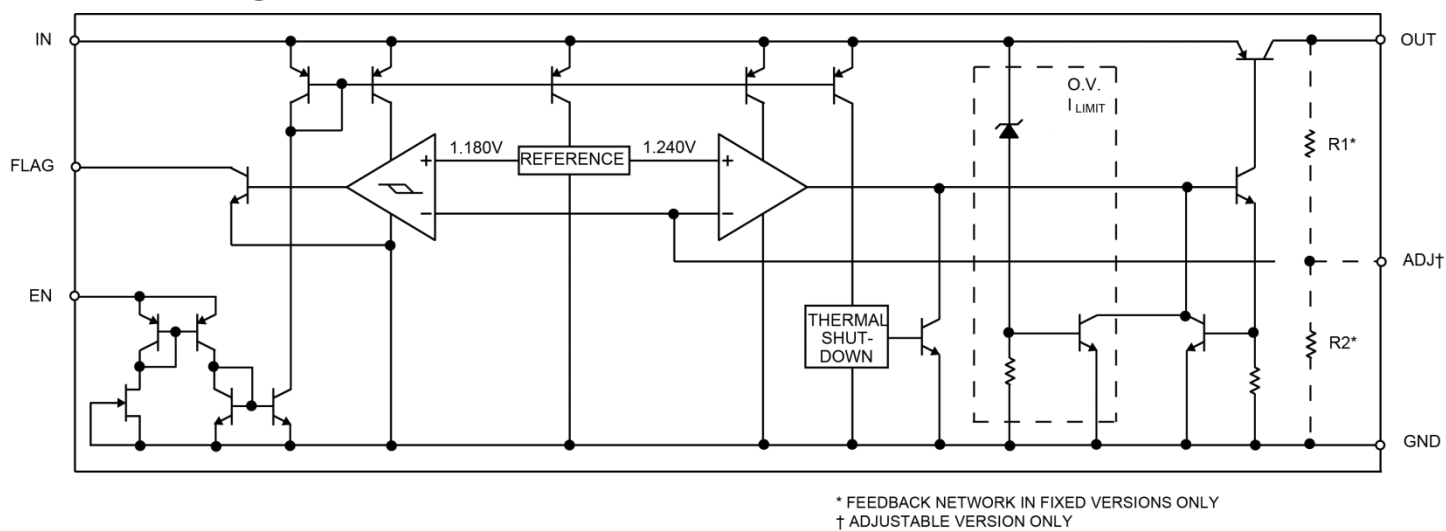 IN
OUT
O.V.
I LIMIT
R1*
FLAG
+
1.180V
REFERENCE
1.240V
+
−
−
ADJ†
EN
THERMAL
SHUT-
DOWN
R2*
GND
* FEEDBACK NETWORK IN FIXED VERSIONS ONLY
† ADJUSTABLE VERSION ONLY